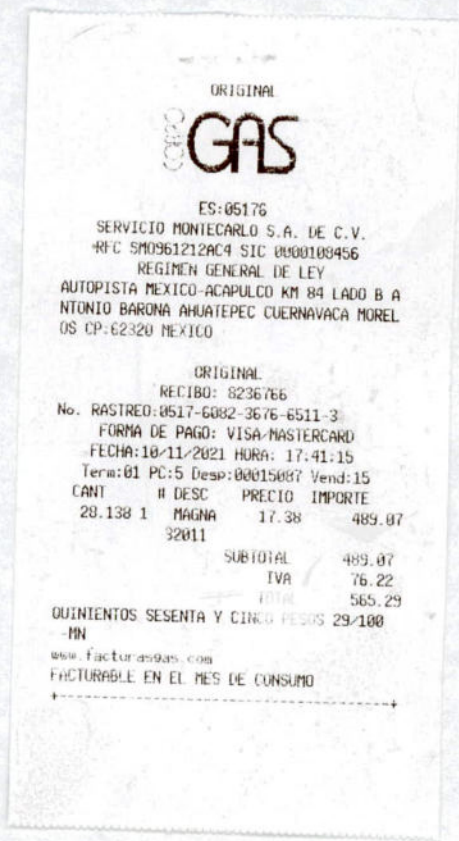 ORIGINAL
GAS
ES:05176
SERVICIO MONTECARLO S.A. DE C.V.
RFC SMO961212AC4 SIC 0000108456
REGIMEN GENERAL DE LEY
AUTOPISTA MEXICO-ACAPULCO KM 84 LADO B A
NTONIO BARONA AHUATEPEC CUERNAVACA MOREL
OS CP:62320 MEXICO
ORIGINAL
RECIBO: 8236766
No. RASTREO:0517-6082-3676-6511-3
FORMA DE PAGO: VISA/MASTERCARD
FECHA:10/11/2021 HORA: 17:41:15
Term:01 PC:5 Desp:00015087 Vend:15
CANT # DESC PRECIO IMPORTE
28.138 1 MAGNA 17.38 489.07
32011
SUBTOTAL 489.07
IVA 76.22
TOTAL 565.29
QUINIENTOS SESENTA Y CINCO PESOS 29/100
-MN
www.facturasgas.com
FACTURABLE EN EL MES DE CONSUMO